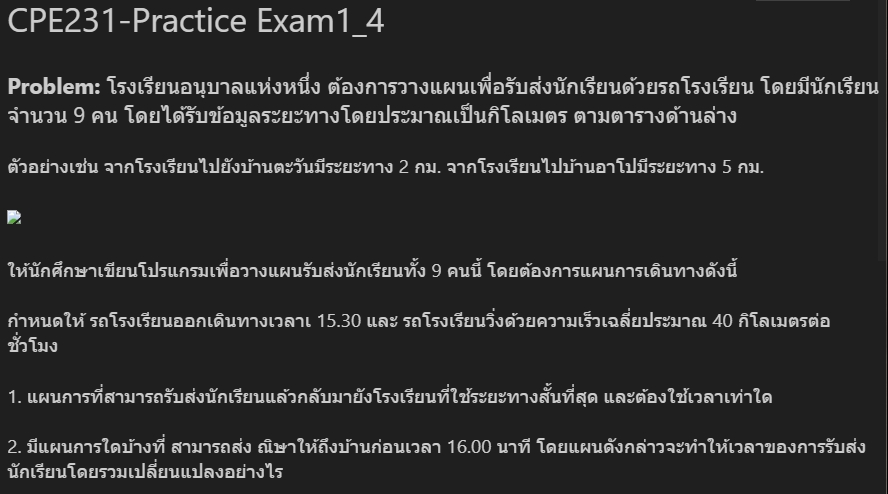 CPE231-Practice Exam1_4
Problem: โรงเรียนอนุบาลแห่งหนึ่ง ต้องการวางแผนเพื่อรับส่งนักเรียนด้วยรถโรงเรียน โดยมีนักเรียน
จำนวน 9 คน โดยได้รับข้อมูลระยะทางโดยประมาณเป็นกิโลเมตร ตามตารางด้านล่าง
ตัวอย่างเช่น จากโรงเรียนไปยังบ้านตะวันมีระยะทาง 2 กม. จากโรงเรียนไปบ้านอาโปมีระยะทาง 5 กม.
ให้นักศึกษาเขียนโปรแกรมเพื่อวางแผนรับส่งนักเรียนทั้ง 9 คนนี้ โดยต้องการแผนการเดินทางดังนี้
กำหนดให้ รถโรงเรียนออกเดินทางเวลาเ 15.30 และ รถโรงเรียนวิ่งด้วยความเร็วเฉลี่ยประมาณ 40 กิโลเมตรต่อ
ชั่วโมง
1. แผนการที่สามารถรับส่งนักเรียนแล้วกลับมายังโรงเรียนที่ใช้ระยะทางสั้นที่สุด และต้องใช้เวลาเท่าใด
2. มีแผนการใดบ้างที่ สามารถส่ง ณิษาให้ถึงบ้านก่อนเวลา 16.00 นาที โดยแผนดังกล่าวจะทำให้เวลาของการรับส่ง
นักเรียนโดยรวมเปลี่ยนแปลงอย่างไร